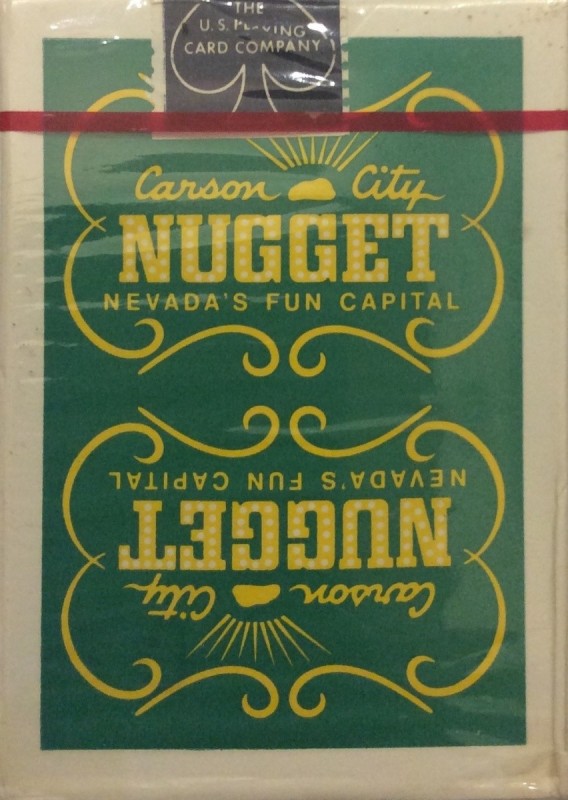 THE
U.S. PLAYING
CARD COMPANY
Carson City
NUGGET
NEVADA'S FUN CAPITAL
NEVADA'S FUN CAPITAL
NUGGET
Carson City